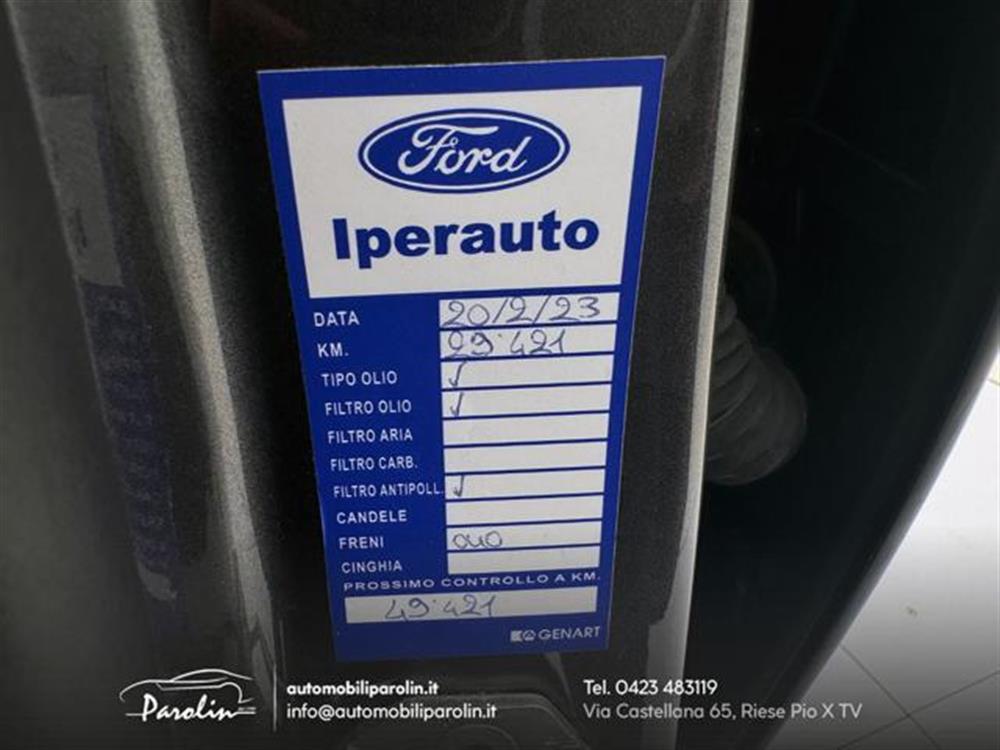 Ford
Iperauto
DATA 20/2/23
KM. 29.421
TIPO OLIO ✓
FILTRO OLIO ✓
FILTRO ARIA
FILTRO CARB.
FILTRO ANTIPOLL. ✓
CANDELE
FRENI OLIO
CINGHIA
PROSSIMO CONTROLLO A KM.
49.421
GENART
Parolin
automobiliparolin.it
info@automobiliparolin.it
Tel. 0423 483119
Via Castellana 65, Riese Pio X TV